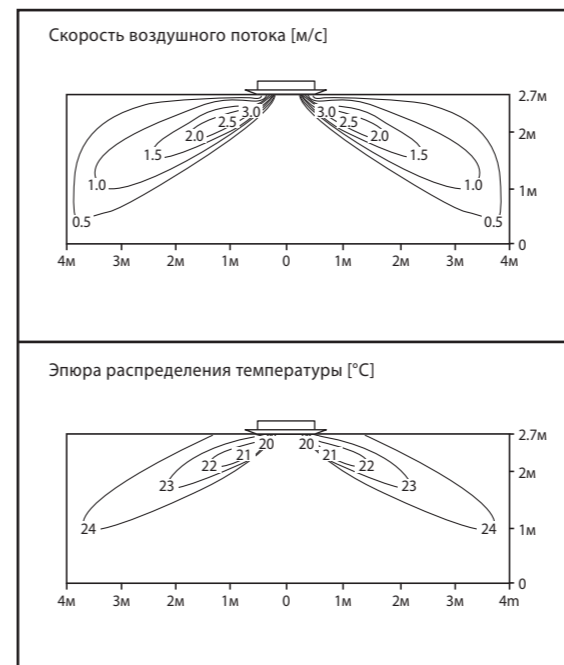 Скорость воздушного потока [м/с]
3.0 3.0 2.7м
2.5 2.5
2.0 2.0 2м
1.5 1.5
1.0 1.0 1м
0.5 0.5
0
4м 3м 2м 1м 0 1м 2м 3м 4м
Эпюра распределения температуры [°C]
2.7м
20 20
21 21
22 22 2м
23 23
24 24 1м
0
4м 3м 2м 1м 0 1м 2м 3м 4m